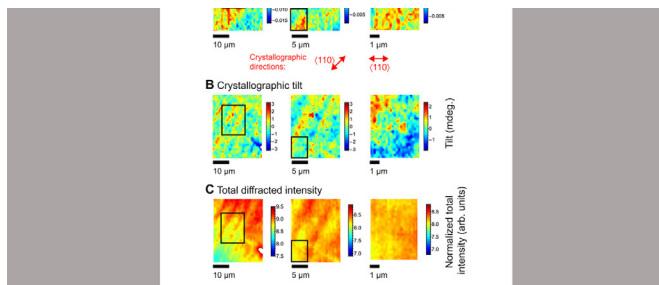 -0.010
-0.015
-0.005
-0.005
10 µm
5 µm
1 µm
Crystallographic directions:
⟨110⟩
⟨110⟩
B Crystallographic tilt
3
2
1
0
−1
−2
−3
3
2
1
0
−1
−2
−3
2
1
0
−1
Tilt (mdeg.)
10 µm
5 µm
1 µm
C Total diffracted intensity
9.5
9.0
8.5
8.0
7.5
8.5
8.0
7.5
7.0
8.5
8.0
7.5
7.0
Normalized total
intensity (arb. units)
10 µm
5 µm
1 µm